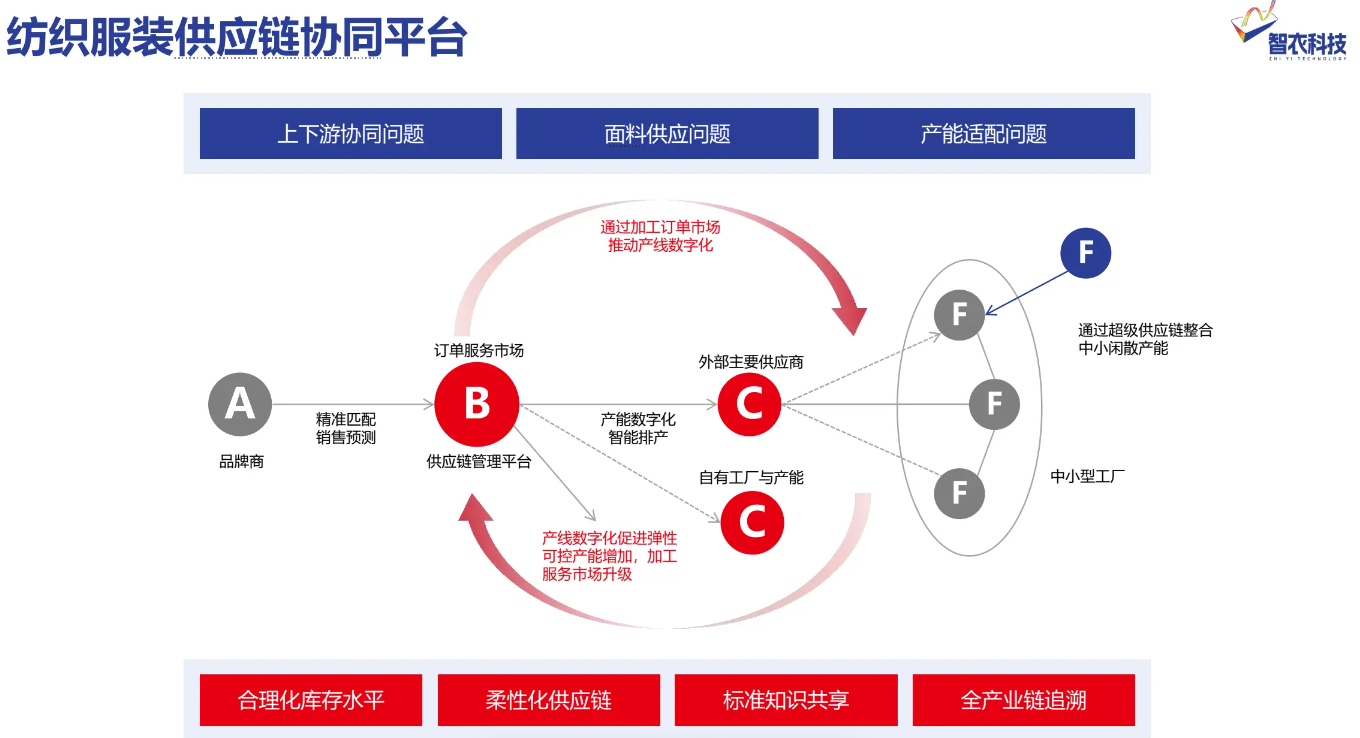 纺织服装供应链协同平台
智衣科技
ZHI YI TECHNOLOGY
上下游协同问题
面料供应问题
产能适配问题
通过加工订单市场
推动产线数字化
F
F
通过超级供应链整合
中小闲散产能
订单服务市场
外部主要供应商
A
B
C
F
精准匹配
销售预测
产能数字化
智能排产
品牌商
供应链管理平台
自有工厂与产能
中小型工厂
F
C
产线数字化促进弹性
可控产能增加，加工
服务市场升级
合理化库存水平
柔性化供应链
标准知识共享
全产业链追溯